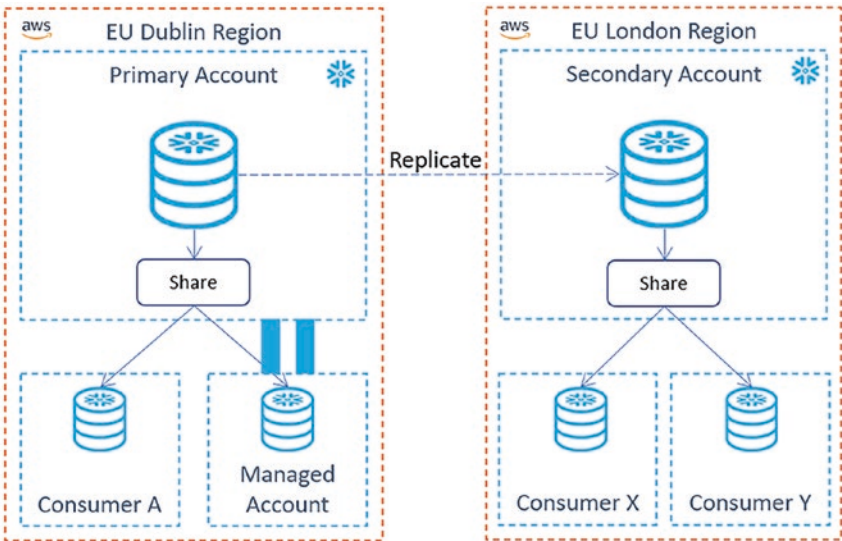 aws
EU Dublin Region
Primary Account
Share
Consumer A
Managed
Account
Replicate
aws
EU London Region
Secondary Account
Share
Consumer X
Consumer Y